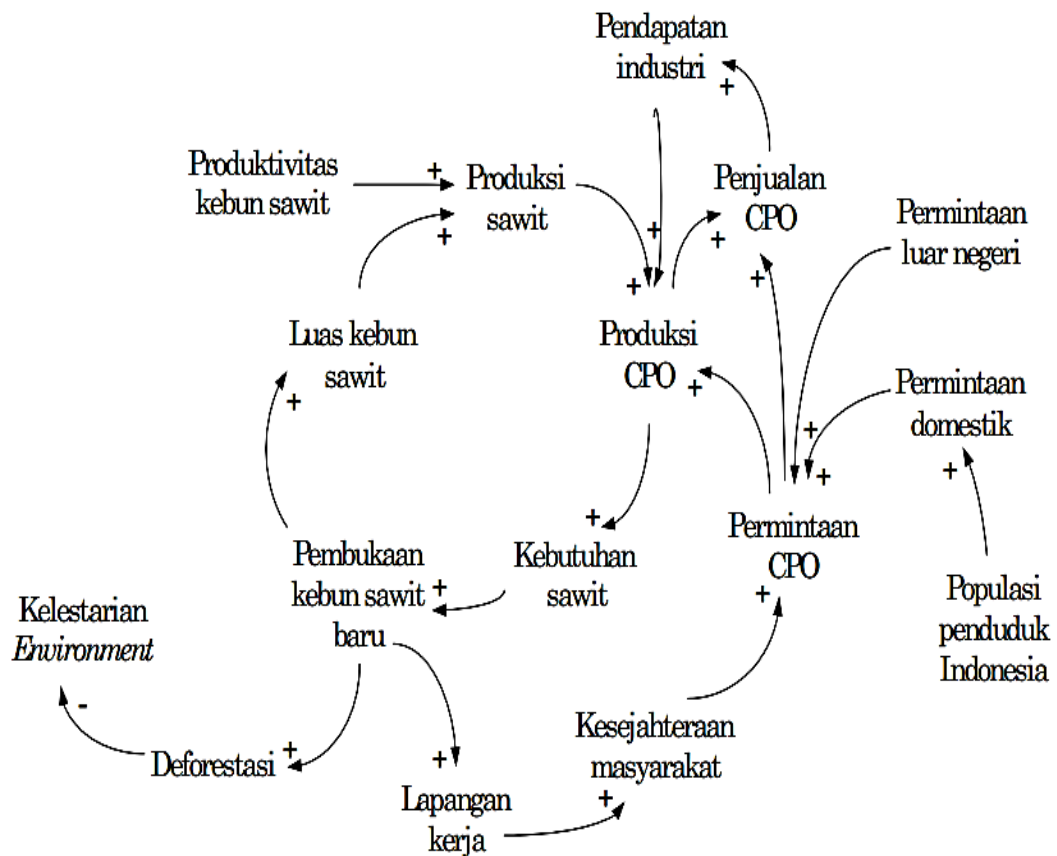 Pendapatan
industri
+
Produktivitas
kebun sawit
+
Produksi
sawit
+
Penjualan
CPO
+
+
+
+
Permintaan
luar negeri
Luas kebun
sawit
+
Produksi
CPO
+
Permintaan
domestik
+
+
+
+
Pembukaan
kebun sawit
baru
+
Kebutuhan
sawit
Permintaan
CPO
+
Populasi
penduduk
Indonesia
Kelestarian
Environment
-
Deforestasi
+
+
Lapangan
kerja
Kesejahteraan
masyarakat
+